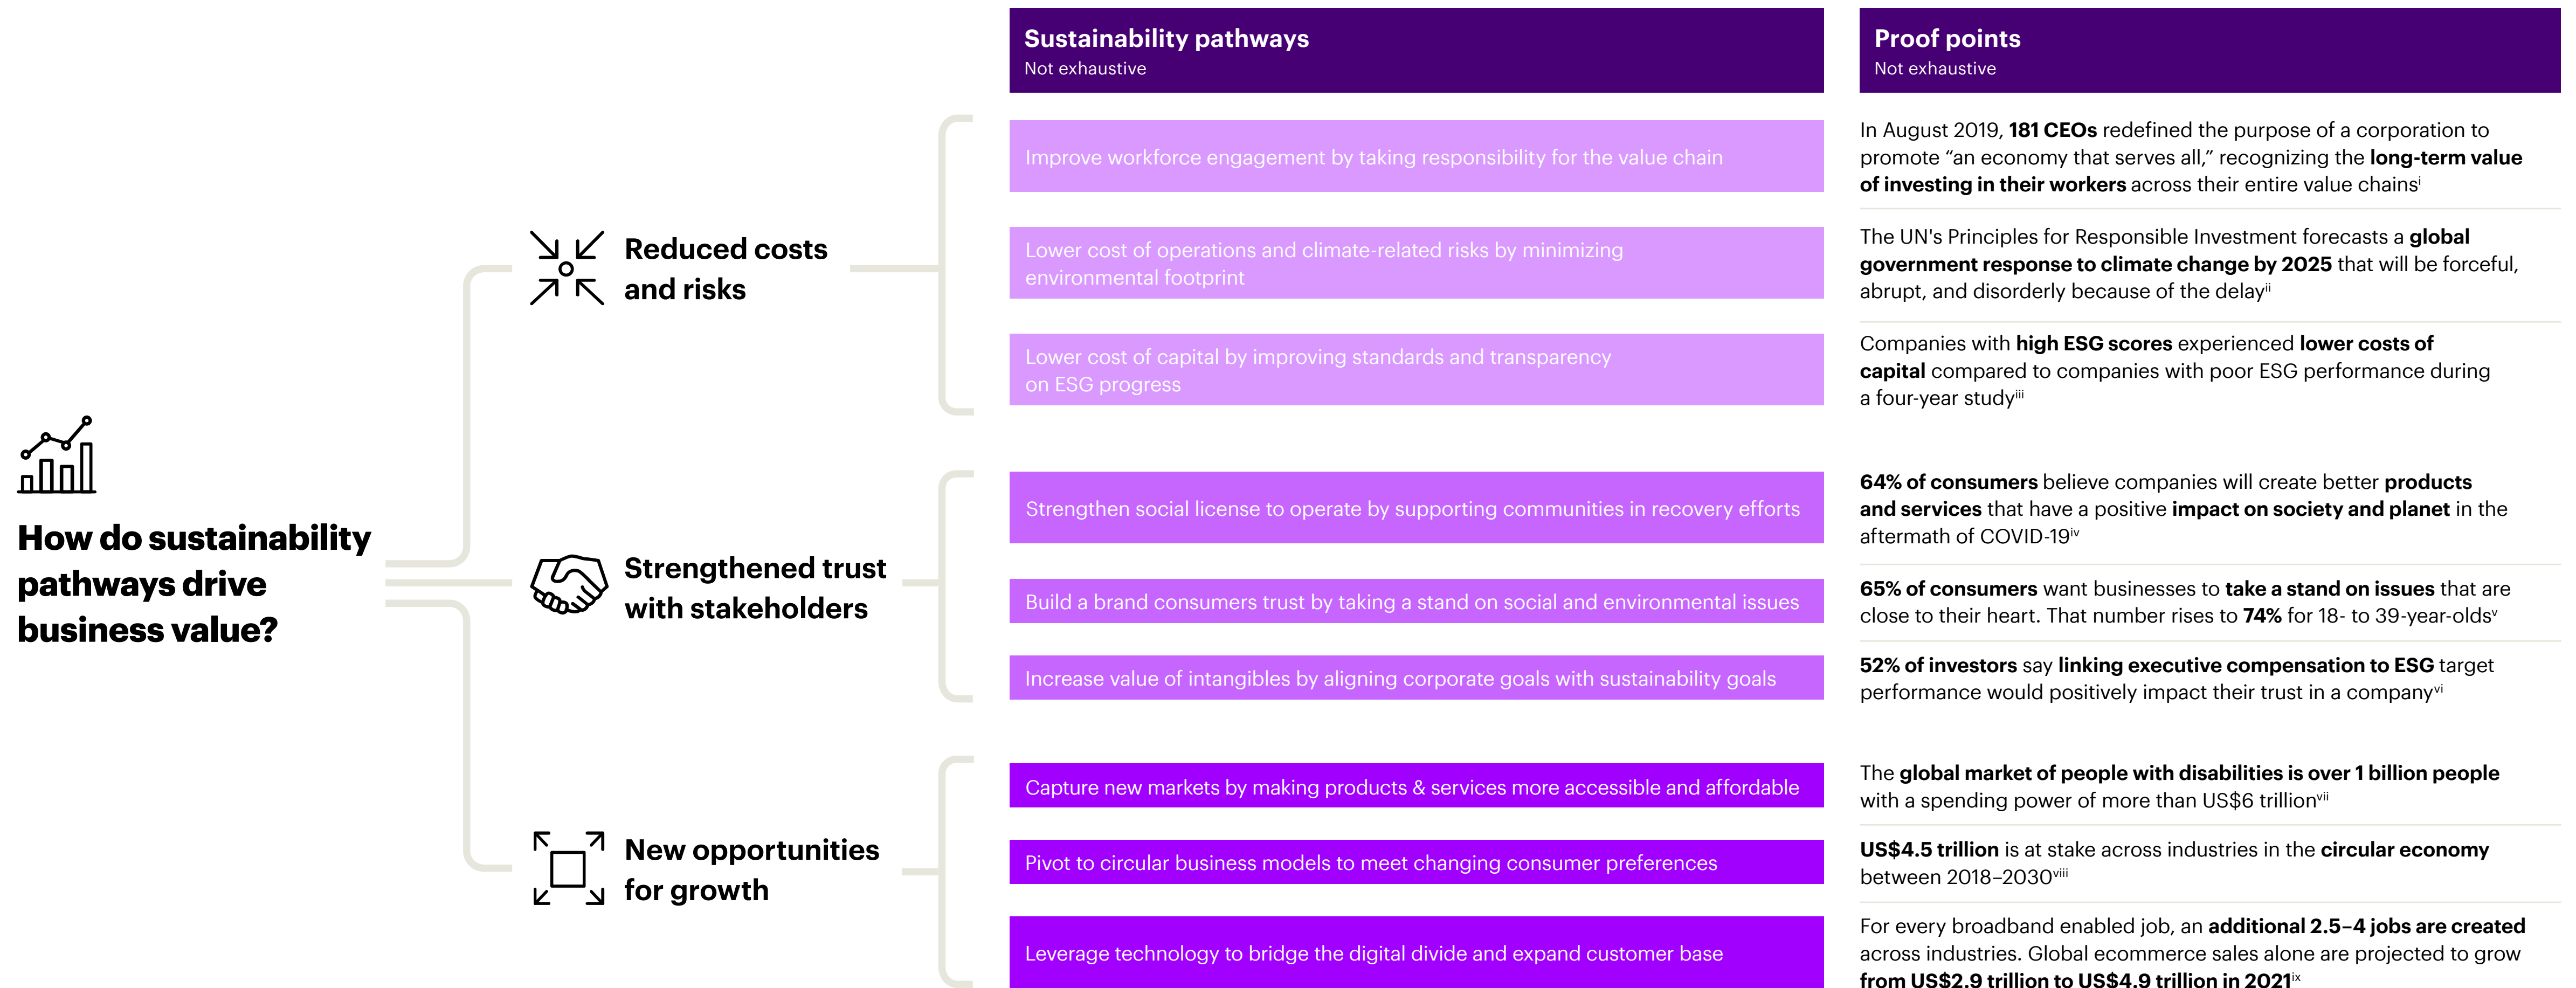 Sustainability pathways
Not exhaustive
Proof points
Not exhaustive
How do sustainability
pathways drive
business value?
Reduced costs
and risks
Improve workforce engagement by taking responsibility for the value chain
In August 2019, 181 CEOs redefined the purpose of a corporation to
promote “an economy that serves all,” recognizing the long-term value
of investing in their workers across their entire value chainsⁱ
Lower cost of operations and climate-related risks by minimizing
environmental footprint
The UN's Principles for Responsible Investment forecasts a global
government response to climate change by 2025 that will be forceful,
abrupt, and disorderly because of the delayⁱⁱ
Lower cost of capital by improving standards and transparency
on ESG progress
Companies with high ESG scores experienced lower costs of
capital compared to companies with poor ESG performance during
a four-year studyⁱⁱⁱ
Strengthened trust
with stakeholders
Strengthen social license to operate by supporting communities in recovery efforts
64% of consumers believe companies will create better products
and services that have a positive impact on society and planet in the
aftermath of COVID-19ⁱᵛ
Build a brand consumers trust by taking a stand on social and environmental issues
65% of consumers want businesses to take a stand on issues that are
close to their heart. That number rises to 74% for 18- to 39-year-oldsᵛ
Increase value of intangibles by aligning corporate goals with sustainability goals
52% of investors say linking executive compensation to ESG target
performance would positively impact their trust in a companyᵛⁱ
New opportunities
for growth
Capture new markets by making products & services more accessible and affordable
The global market of people with disabilities is over 1 billion people
with a spending power of more than US$6 trillionᵛⁱⁱ
Pivot to circular business models to meet changing consumer preferences
US$4.5 trillion is at stake across industries in the circular economy
between 2018–2030ᵛⁱⁱⁱ
Leverage technology to bridge the digital divide and expand customer base
For every broadband enabled job, an additional 2.5–4 jobs are created
across industries. Global ecommerce sales alone are projected to grow
from US$2.9 trillion to US$4.9 trillion in 2021ⁱˣ